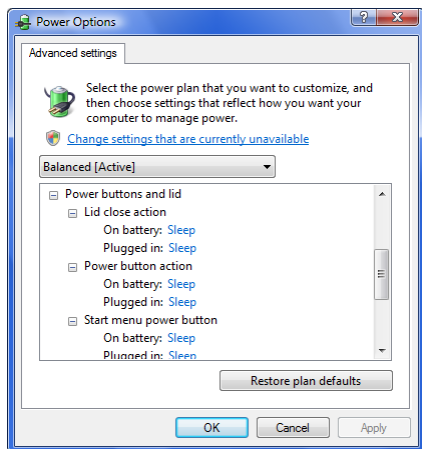 Power Options
Advanced settings
Select the power plan that you want to customize, and
then choose settings that reflect how you want your
computer to manage power.
Change settings that are currently unavailable
Balanced [Active]
Power buttons and lid
Lid close action
On battery: Sleep
Plugged in: Sleep
Power button action
On battery: Sleep
Plugged in: Sleep
Start menu power button
On battery: Sleep
Plugged in: Sleep
Restore plan defaults
OK Cancel Apply